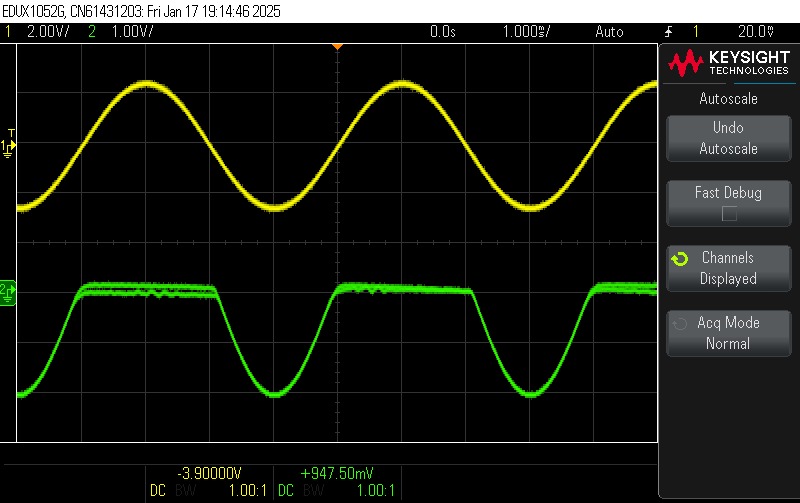 EDUX1052G, CN61431203: Fri Jan 17 19:14:46 2025
1 2.00V/ 2 1.00V/ 0.0s 1.000s/ Auto 1 20.0V
KEYSIGHT
TECHNOLOGIES
Autoscale
Undo
Autoscale
Fast Debug
Channels
Displayed
Acq Mode
Normal
T
1
2
-3.90000V +947.50mV
DC BW 1.00:1 DC BW 1.00:1